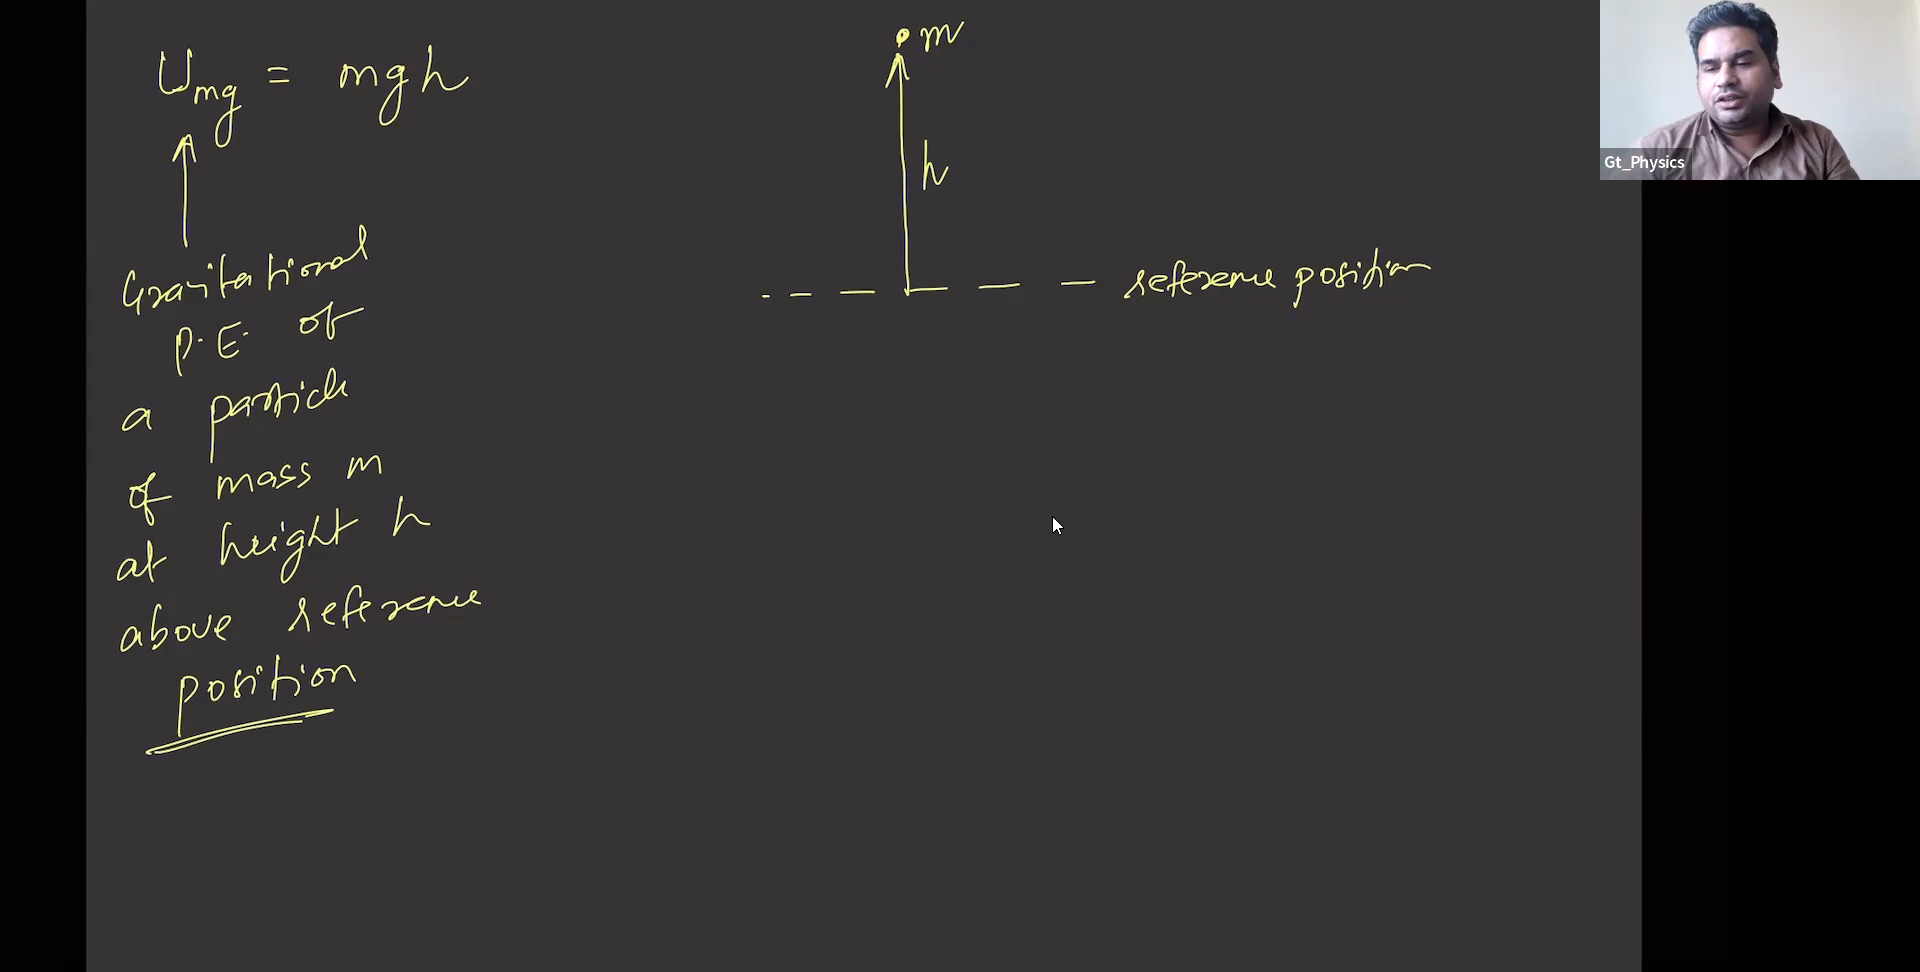 Umg = mgh
Gravitational
P.E. of
a particle
of mass m
at height h
above reference
position
m
h
reference position
Gt_Physics